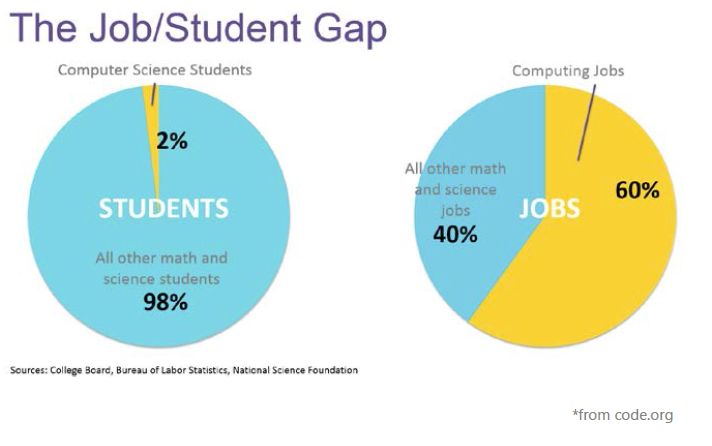 The Job/Student Gap
Computer Science Students
2%
STUDENTS
All other math and
science students
98%
Computing Jobs
All other math
and science
jobs
40%
JOBS
60%
Sources: College Board, Bureau of Labor Statistics, National Science Foundation
*from code.org